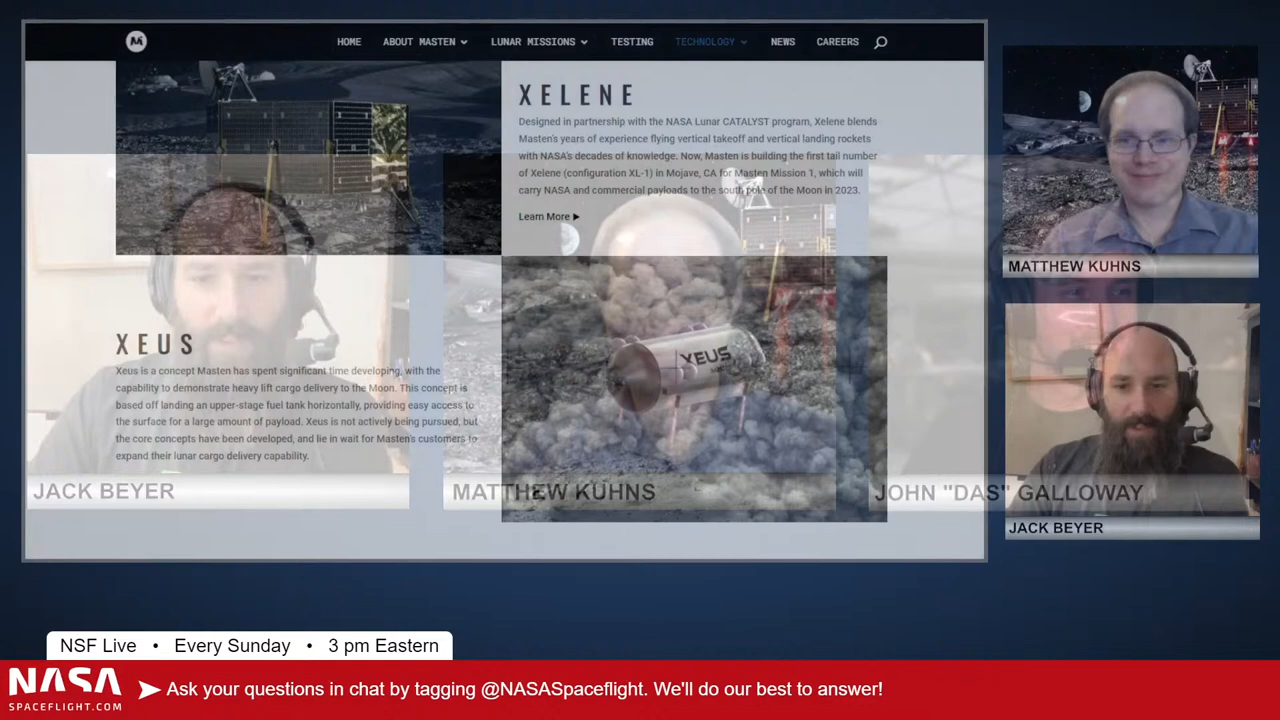 M
HOME ABOUT MASTEN LUNAR MISSIONS TESTING TECHNOLOGY NEWS CAREERS
XELENE
Designed in partnership with the NASA Lunar CATALYST program, Xelene blends
Masten's years of experience flying vertical takeoff and vertical landing rockets
with NASA's decades of knowledge. Now, Masten is building the first tail number
of Xelene (configuration XL-1) in Mojave, CA for Masten Mission 1, which will
carry NASA and commercial payloads to the south pole of the Moon in 2023.
Learn More
XEUS
Xeus is a concept Masten has spent significant time developing, with the
capability to demonstrate heavy lift cargo delivery to the Moon. This concept is
based off landing an upper-stage fuel tank horizontally, providing easy access to
the surface for a large amount of payload. Xeus is not actively being pursued, but
the core concepts have been developed, and lie in wait for Masten's customers to
expand their lunar cargo delivery capability.
XEUS
JACK BEYER
MATTHEW KUHNS
JOHN "DAS" GALLOWAY
MATTHEW KUHNS
JACK BEYER
NSF Live • Every Sunday • 3 pm Eastern
NASA
SPACEFLIGHT.COM
Ask your questions in chat by tagging @NASASpaceflight. We'll do our best to answer!